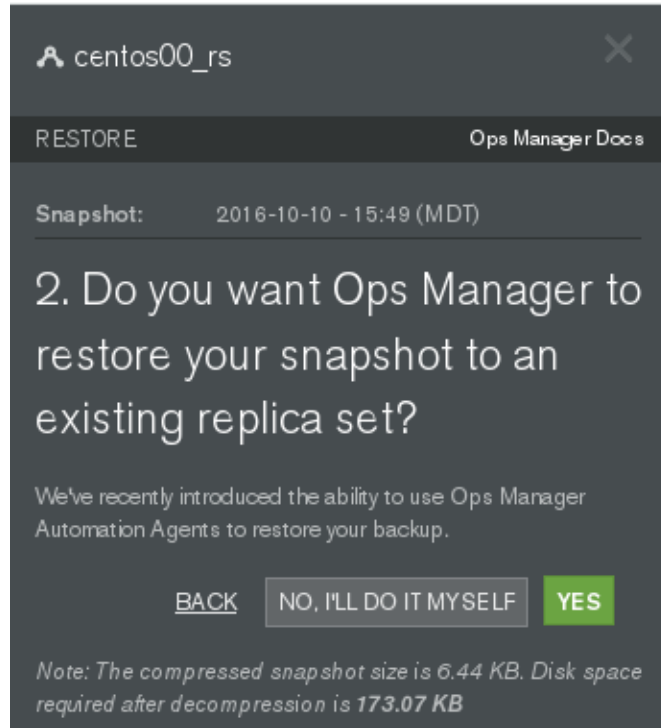 centos00_rs
RESTORE Ops Manager Docs
Snapshot: 2016-10-10 - 15:49 (MDT)
2. Do you want Ops Manager to
restore your snapshot to an
existing replica set?
We've recently introduced the ability to use Ops Manager
Automation Agents to restore your backup.
BACK NO, I'LL DO IT MYSELF YES
Note: The compressed snapshot size is 6.44 KB. Disk space
required after decompression is 173.07 KB